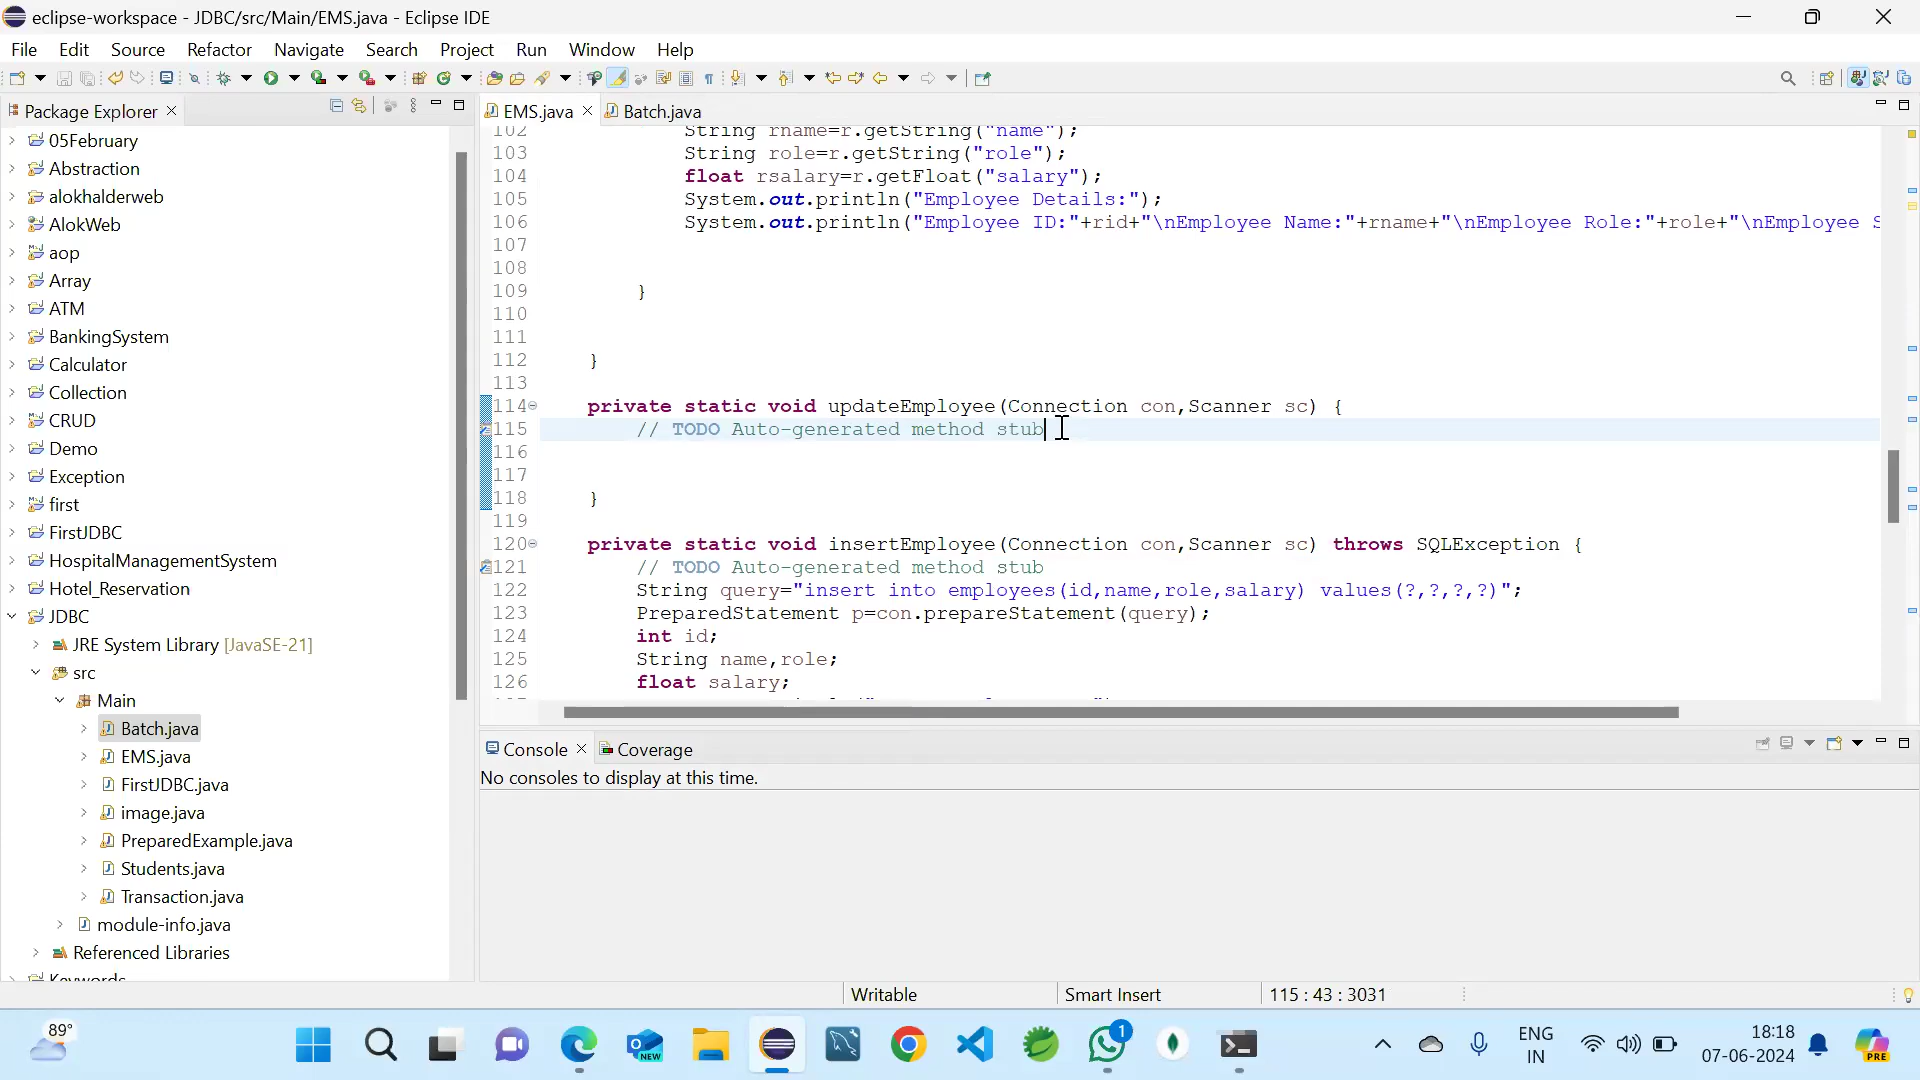 eclipse-workspace - JDBC/src/Main/EMS.java - Eclipse IDE
File Edit Source Refactor Navigate Search Project Run Window Help
Package Explorer
05February
Abstraction
alokhalderweb
AlokWeb
aop
Array
ATM
BankingSystem
Calculator
Collection
CRUD
Customer
Demo
Exception
first
FirstJDBC
HospitalManagementSystem
Hotel_Reservation
JDBC
JRE System Library [JavaSE-21]
src
Main
Batch.java
EMS.java
FirstJDBC.java
image.java
PreparedExample.java
Students.java
Transaction.java
module-info.java
Referenced Libraries
Keywords
EMS.java Batch.java
102 String rname=r.getString("name");
103 String role=r.getString("role");
104 float rsalary=r.getFloat("salary");
105 System.out.println("Employee Details:");
106 System.out.println("Employee ID:"+rid+"\nEmployee Name:"+rname+"\nEmployee Role:"+role+"\nEmployee S
107
108
109 }
110
111
112 }
113
114 private static void updateEmployee(Connection con,Scanner sc) {
115 // TODO Auto-generated method stub
116
117
118 }
119
120 private static void insertEmployee(Connection con,Scanner sc) throws SQLException {
121 // TODO Auto-generated method stub
122 String query="insert into employees(id,name,role,salary) values(?,?,?,?)";
123 PreparedStatement p=con.prepareStatement(query);
124 int id;
125 String name,role;
126 float salary;
Console Coverage
No consoles to display at this time.
Writable Smart Insert 115 : 43 : 3031
89°
NEW
1
ENG
IN
18:18
07-06-2024
PRE